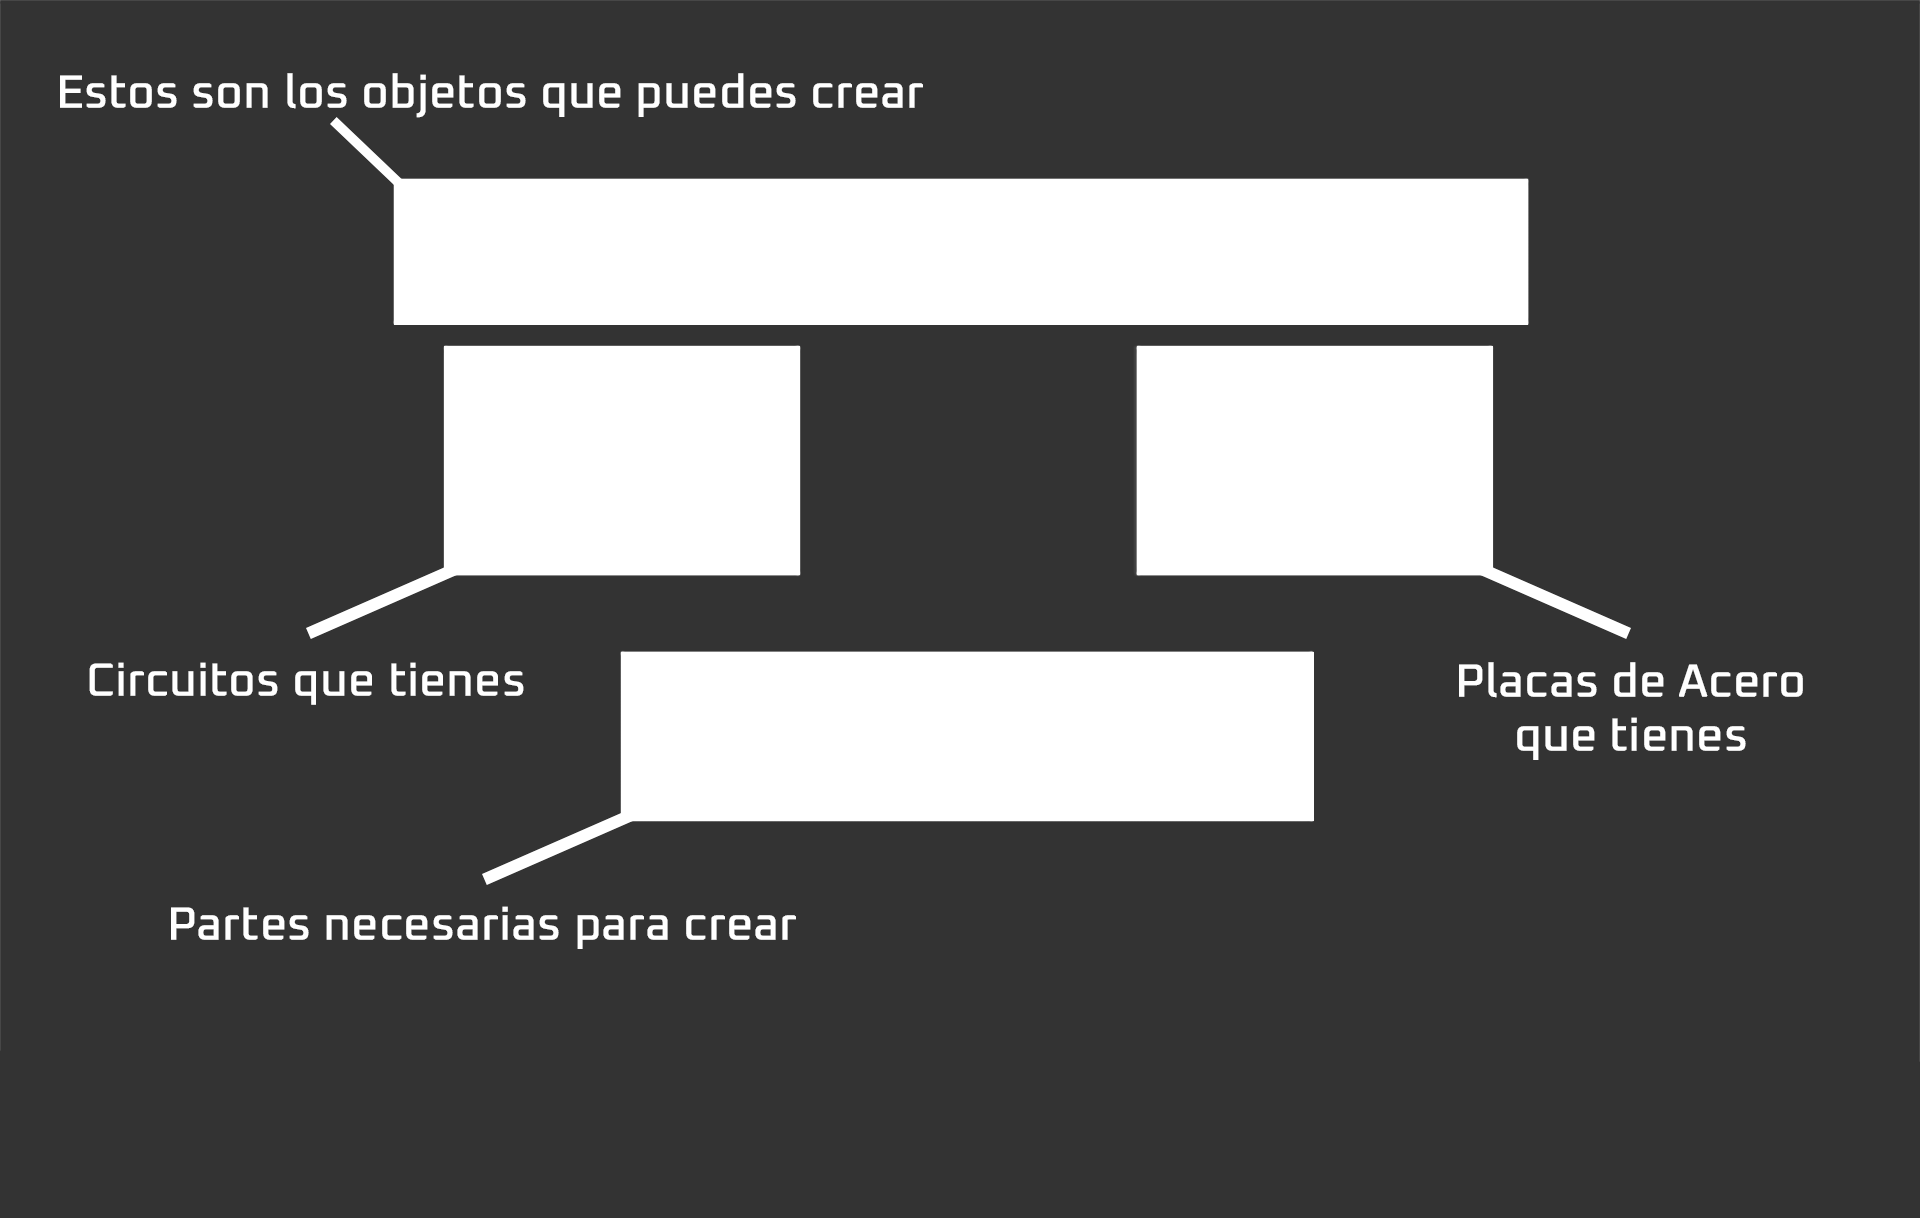 Estos son los objetos que puedes crear
Circuitos que tienes
Placas de Acero
que tienes
Partes necesarias para crear